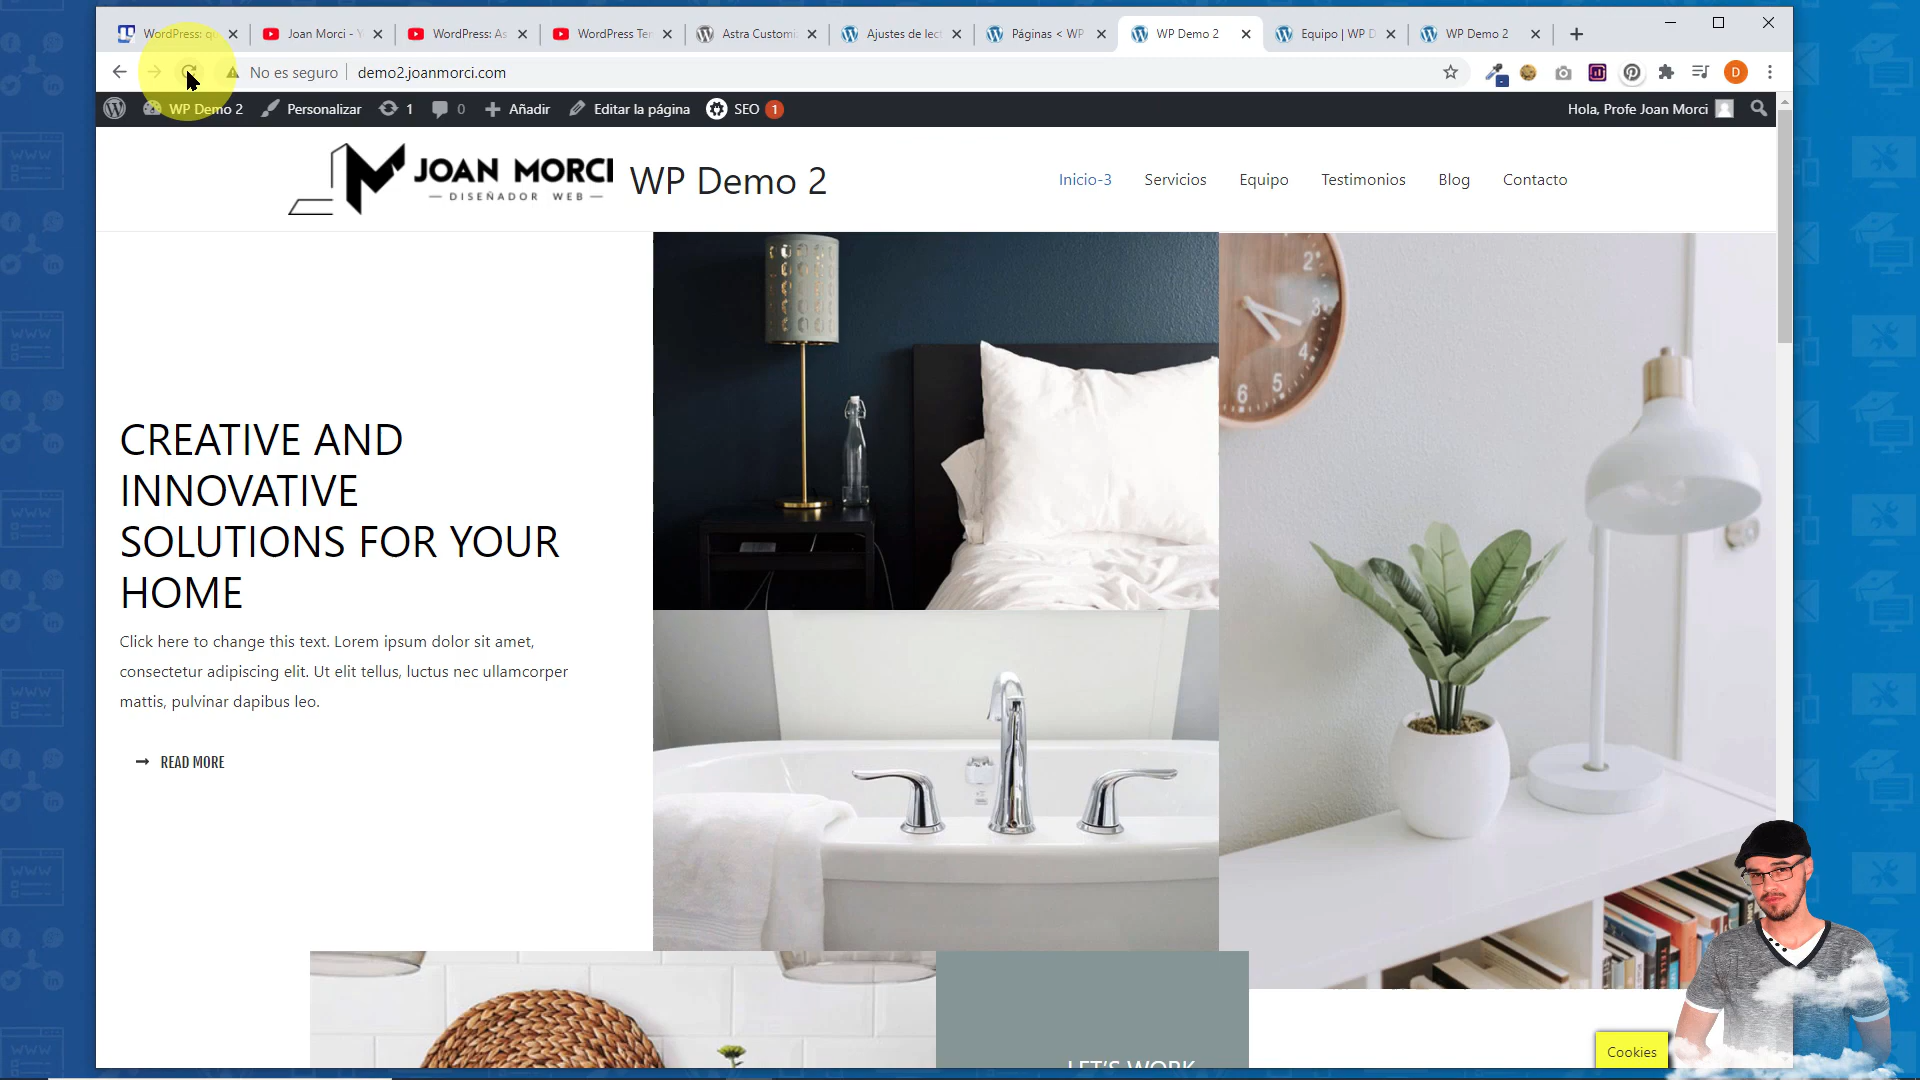 WordPress: qu
Joan Morci - Y
WordPress: As
WordPress Ter
Astra Customi
Ajustes de lect
Páginas < WP
WP Demo 2
Equipo | WP D
WP Demo 2
No es seguro
demo2.joanmorci.com
WP Demo 2
Personalizar
1
0
Añadir
Editar la página
SEO
1
Hola, Profe Joan Morci
JOAN MORCI
— DISEÑADOR WEB —
WP Demo 2
Inicio-3
Servicios
Equipo
Testimonios
Blog
Contacto
CREATIVE AND
INNOVATIVE
SOLUTIONS FOR YOUR
HOME
Click here to change this text. Lorem ipsum dolor sit amet,
consectetur adipiscing elit. Ut elit tellus, luctus nec ullamcorper
mattis, pulvinar dapibus leo.
READ MORE
LET'S WORK
Cookies